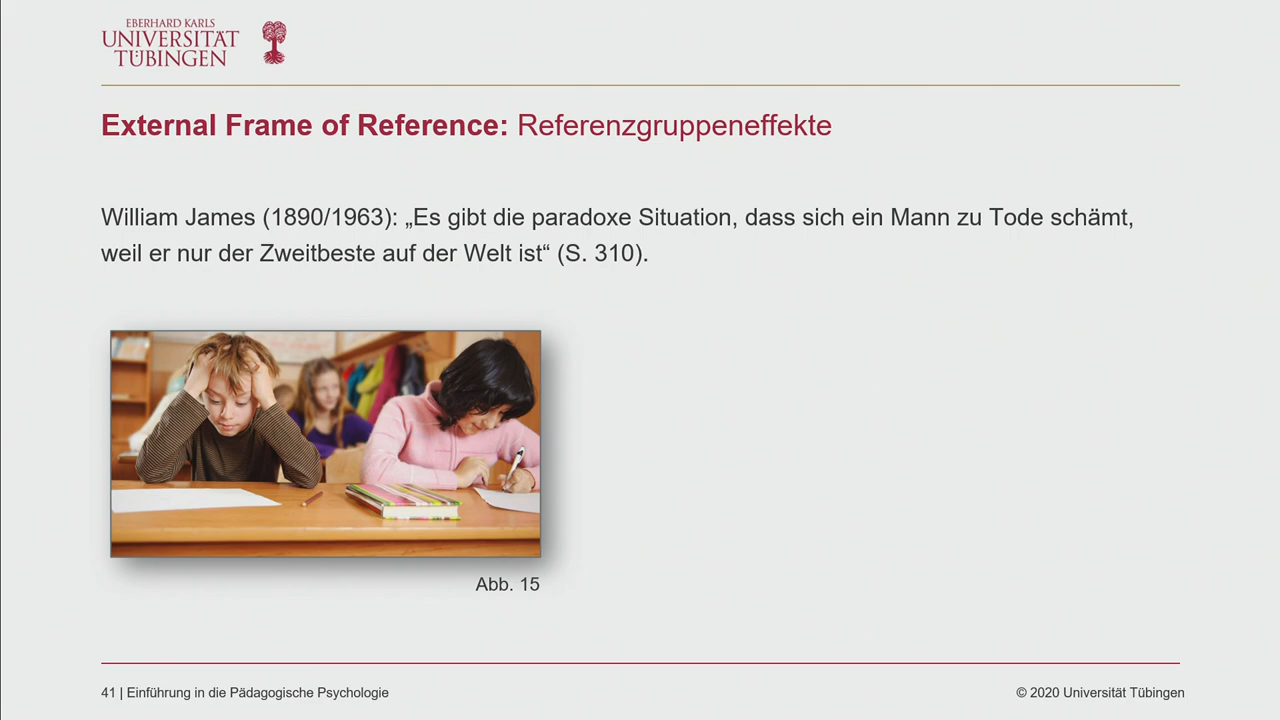 EBERHARD KARLS
UNIVERSITÄT
TÜBINGEN
External Frame of Reference: Referenzgruppeneffekte
William James (1890/1963): „Es gibt die paradoxe Situation, dass sich ein Mann zu Tode schämt,
weil er nur der Zweitbeste auf der Welt ist“ (S. 310).
Abb. 15
41 | Einführung in die Pädagogische Psychologie
© 2020 Universität Tübingen